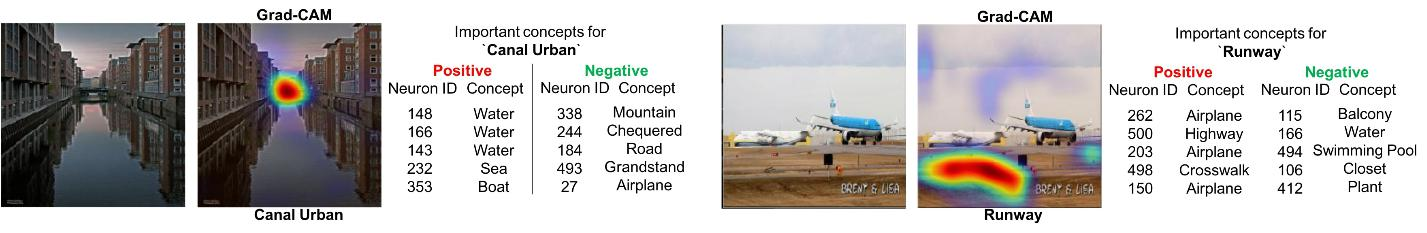 Grad-CAM
Important concepts for
`Canal Urban`
Positive Negative
Neuron ID Concept Neuron ID Concept
148 Water 338 Mountain
166 Water 244 Chequered
143 Water 184 Road
232 Sea 493 Grandstand
353 Boat 27 Airplane
Canal Urban
Grad-CAM
Important concepts for
`Runway`
Positive Negative
Neuron ID Concept Neuron ID Concept
262 Airplane 115 Balcony
500 Highway 166 Water
203 Airplane 494 Swimming Pool
498 Crosswalk 106 Closet
150 Airplane 412 Plant
BRENT & LISA
BRENT & LISA
Runway